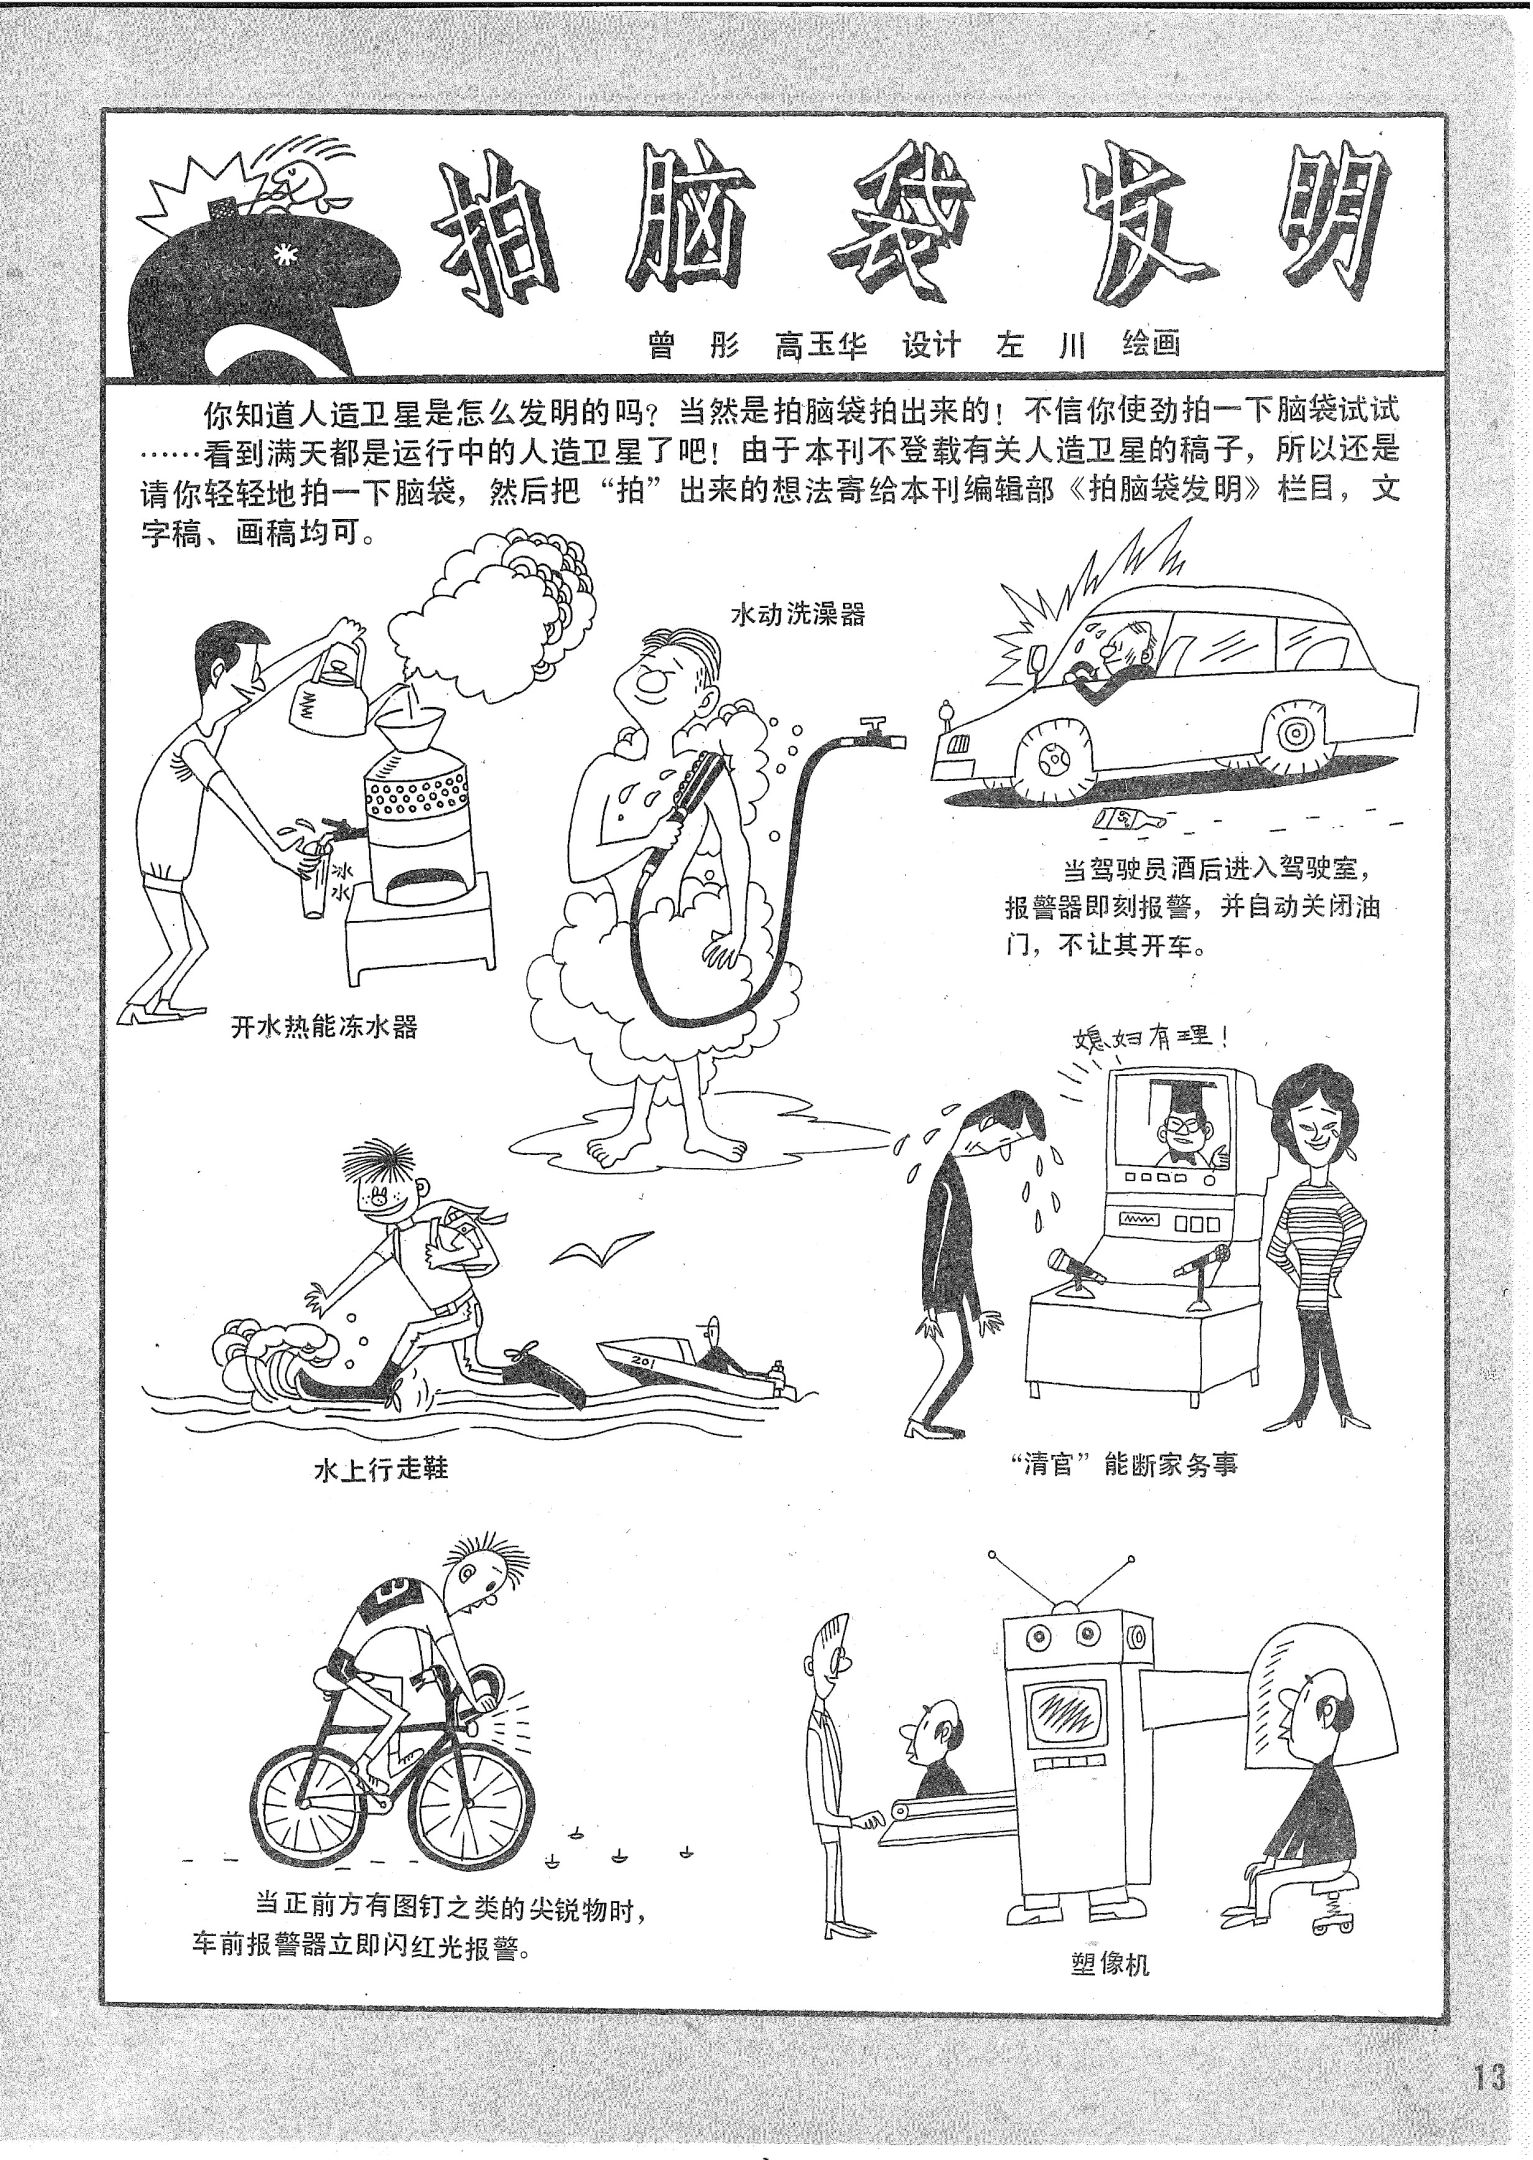 拍脑袋发明
曾 彤 高玉华 设计 左 川 绘画
你知道人造卫星是怎么发明的吗？当然是拍脑袋拍出来的！不信你使劲拍一下脑袋试试
……看到满天都是运行中的人造卫星了吧！由于本刊不登载有关人造卫星的稿子，所以还是
请你轻轻地拍一下脑袋，然后把“拍”出来的想法寄给本刊编辑部《拍脑袋发明》栏目，文
字稿、画稿均可。
冰
水
开水热能冻水器
水动洗澡器
当驾驶员酒后进入驾驶室，
报警器即刻报警，并自动关闭油
门，不让其开车。
201
水上行走鞋
媳妇有理！
“清官”能断家务事
当正前方有图钉之类的尖锐物时，
车前报警器立即闪红光报警。
塑像机
13